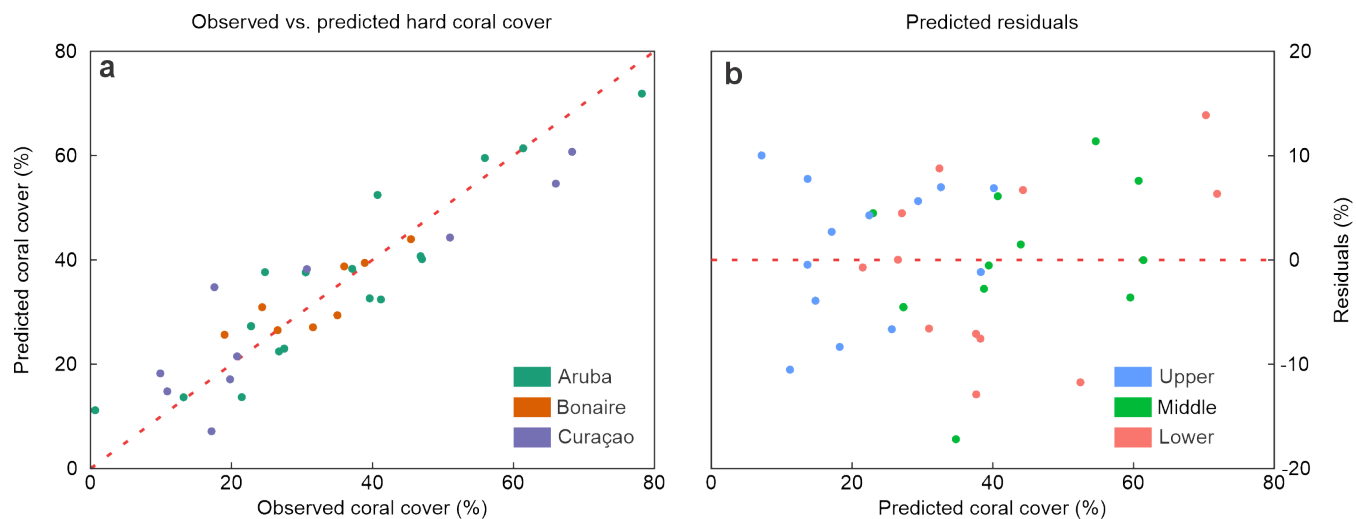 Observed vs. predicted hard coral cover
a
80
60
40
20
0
Predicted coral cover (%)
Aruba
Bonaire
Curaçao
0
20
40
60
80
Observed coral cover (%)
Predicted residuals
b
20
10
0
-10
-20
Residuals (%)
Upper
Middle
Lower
0
20
40
60
80
Predicted coral cover (%)